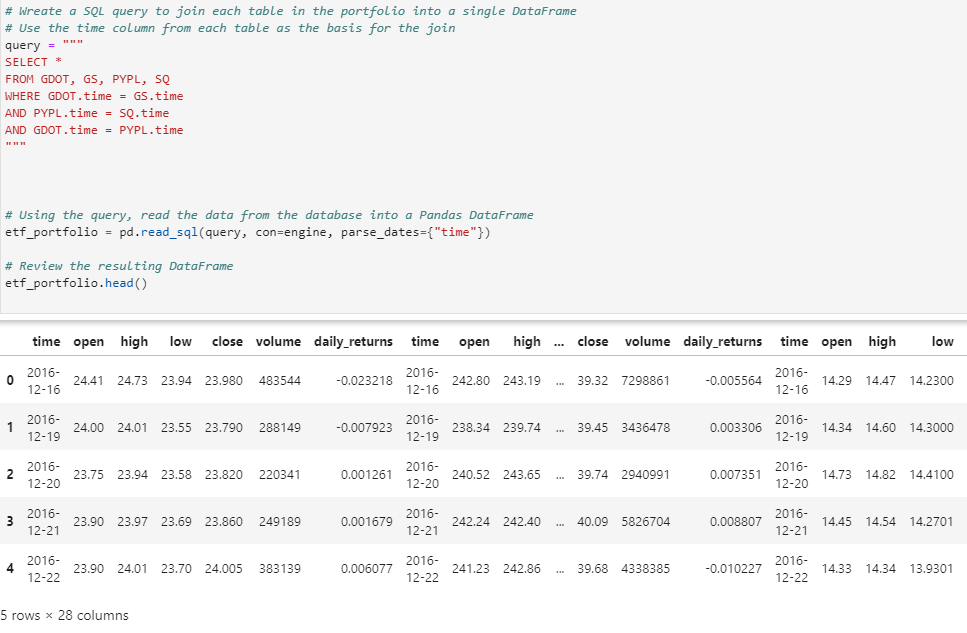 # Wreate a SQL query to join each table in the portfolio into a single DataFrame
# Use the time column from each table as the basis for the join
query = """
SELECT *
FROM GDOT, GS, PYPL, SQ
WHERE GDOT.time = GS.time
AND PYPL.time = SQ.time
AND GDOT.time = PYPL.time
"""
# Using the query, read the data from the database into a Pandas DataFrame
etf_portfolio = pd.read_sql(query, con=engine, parse_dates={"time"})
# Review the resulting DataFrame
etf_portfolio.head()
time open high low close volume daily_returns time open high ... close volume daily_returns time open high low
0 2016-12-16 24.41 24.73 23.94 23.980 483544 -0.023218 2016-12-16 242.80 243.19 ... 39.32 7298861 -0.005564 2016-12-16 14.29 14.47 14.2300
1 2016-12-19 24.00 24.01 23.55 23.790 288149 -0.007923 2016-12-19 238.34 239.74 ... 39.45 3436478 0.003306 2016-12-19 14.34 14.60 14.3000
2 2016-12-20 23.75 23.94 23.58 23.820 220341 0.001261 2016-12-20 240.52 243.65 ... 39.74 2940991 0.007351 2016-12-20 14.73 14.82 14.4100
3 2016-12-21 23.90 23.97 23.69 23.860 249189 0.001679 2016-12-21 242.24 242.40 ... 40.09 5826704 0.008807 2016-12-21 14.45 14.54 14.2701
4 2016-12-22 23.90 24.01 23.70 24.005 383139 0.006077 2016-12-22 241.23 242.86 ... 39.68 4338385 -0.010227 2016-12-22 14.33 14.34 13.9301
5 rows × 28 columns